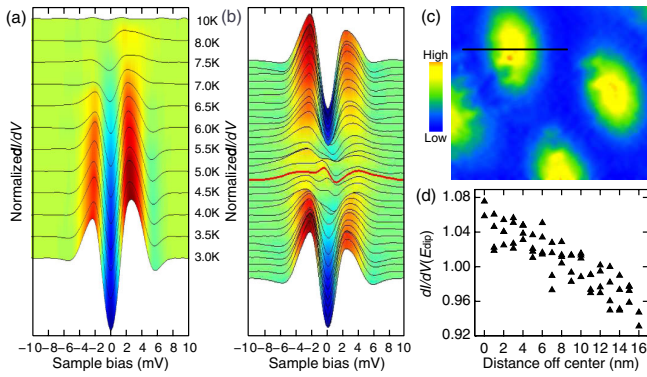 (a)
Normalized dI/dV
10K
8.0K
7.5K
7.0K
6.5K
6.0K
5.5K
5.0K
4.5K
4.0K
3.5K
3.0K
−10−8 −6 −4 −2 0 2 4 6 8 10
Sample bias (mV)
(b)
Normalized dI/dV
−10−8 −6 −4 −2 0 2 4 6 8 10
Sample bias (mV)
(c)
High
Low
(d)
dI/dV(Edip)
1.08
1.04
1.00
0.96
0.92
0 2 4 6 8 10 12 14 16
Distance off center (nm)